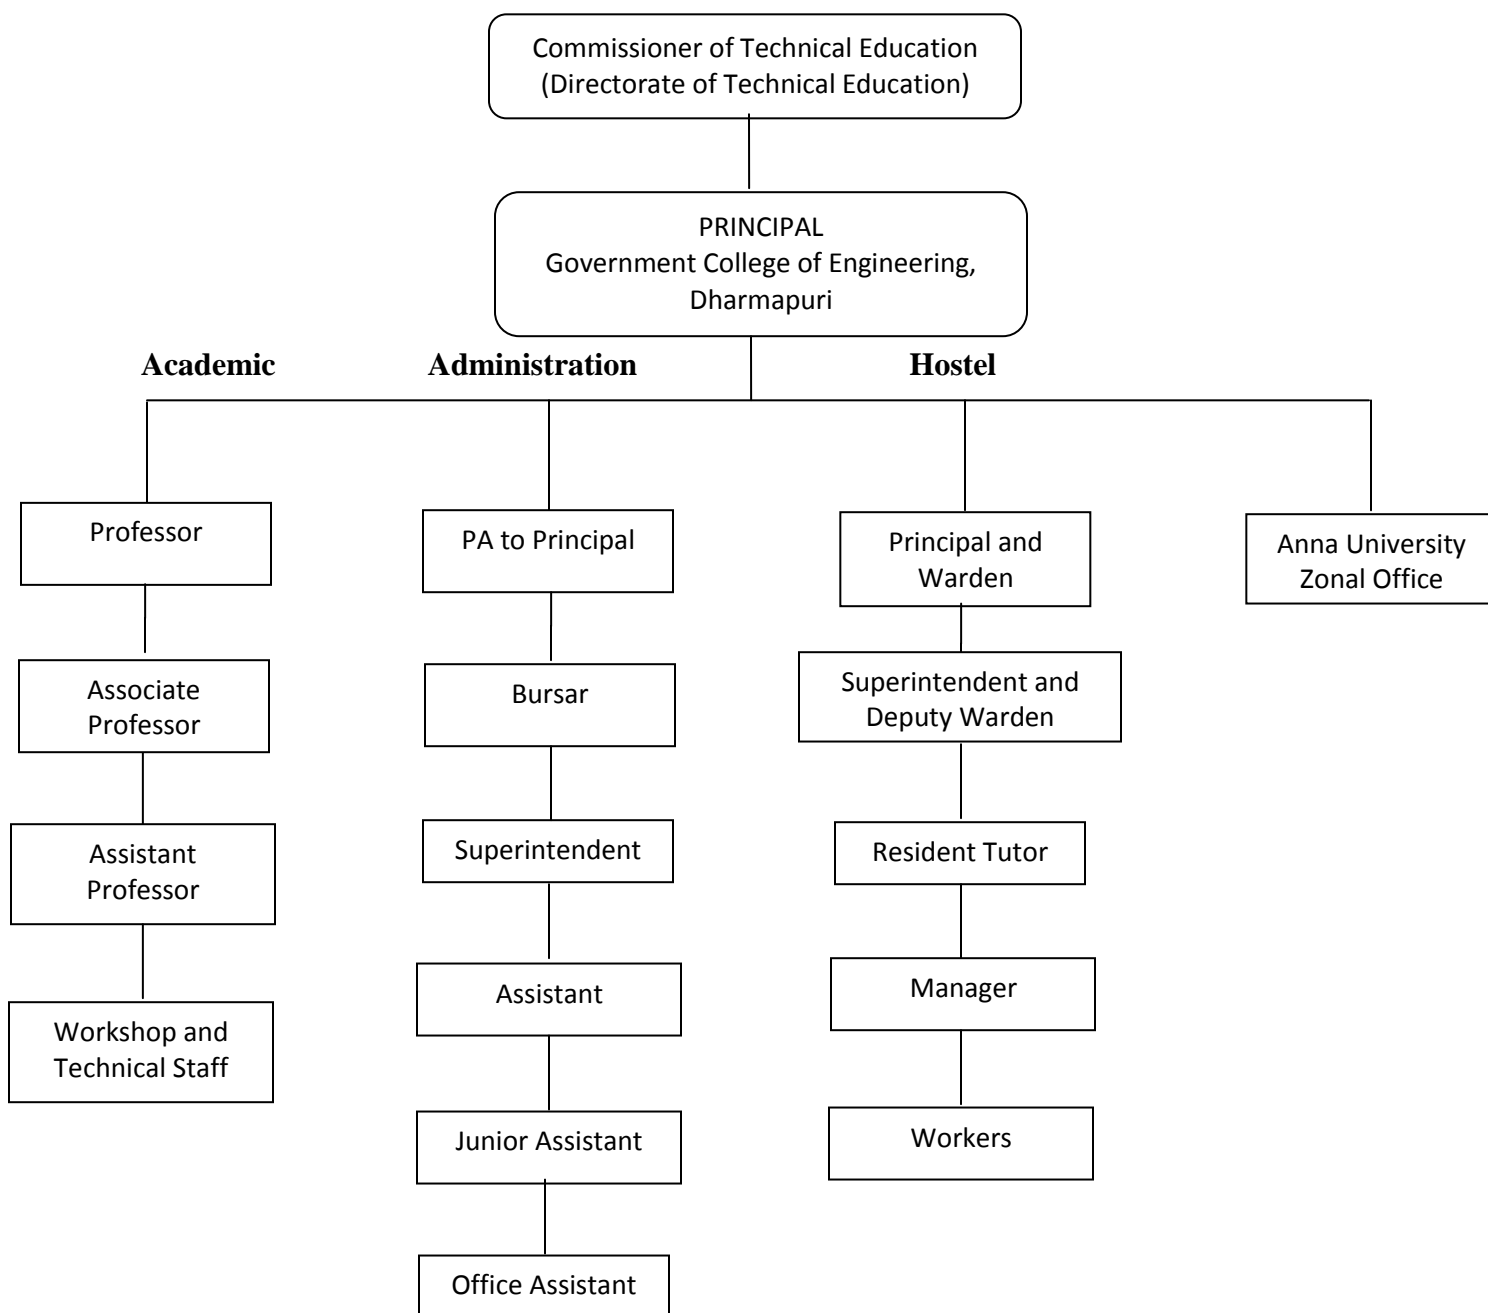 Commissioner of Technical Education
(Directorate of Technical Education)
PRINCIPAL
Government College of Engineering,
Dharmapuri
Academic
Administration
Hostel
Professor
Associate
Professor
Assistant
Professor
Workshop and
Technical Staff
PA to Principal
Bursar
Superintendent
Assistant
Junior Assistant
Office Assistant
Principal and
Warden
Superintendent and
Deputy Warden
Resident Tutor
Manager
Workers
Anna University
Zonal Office